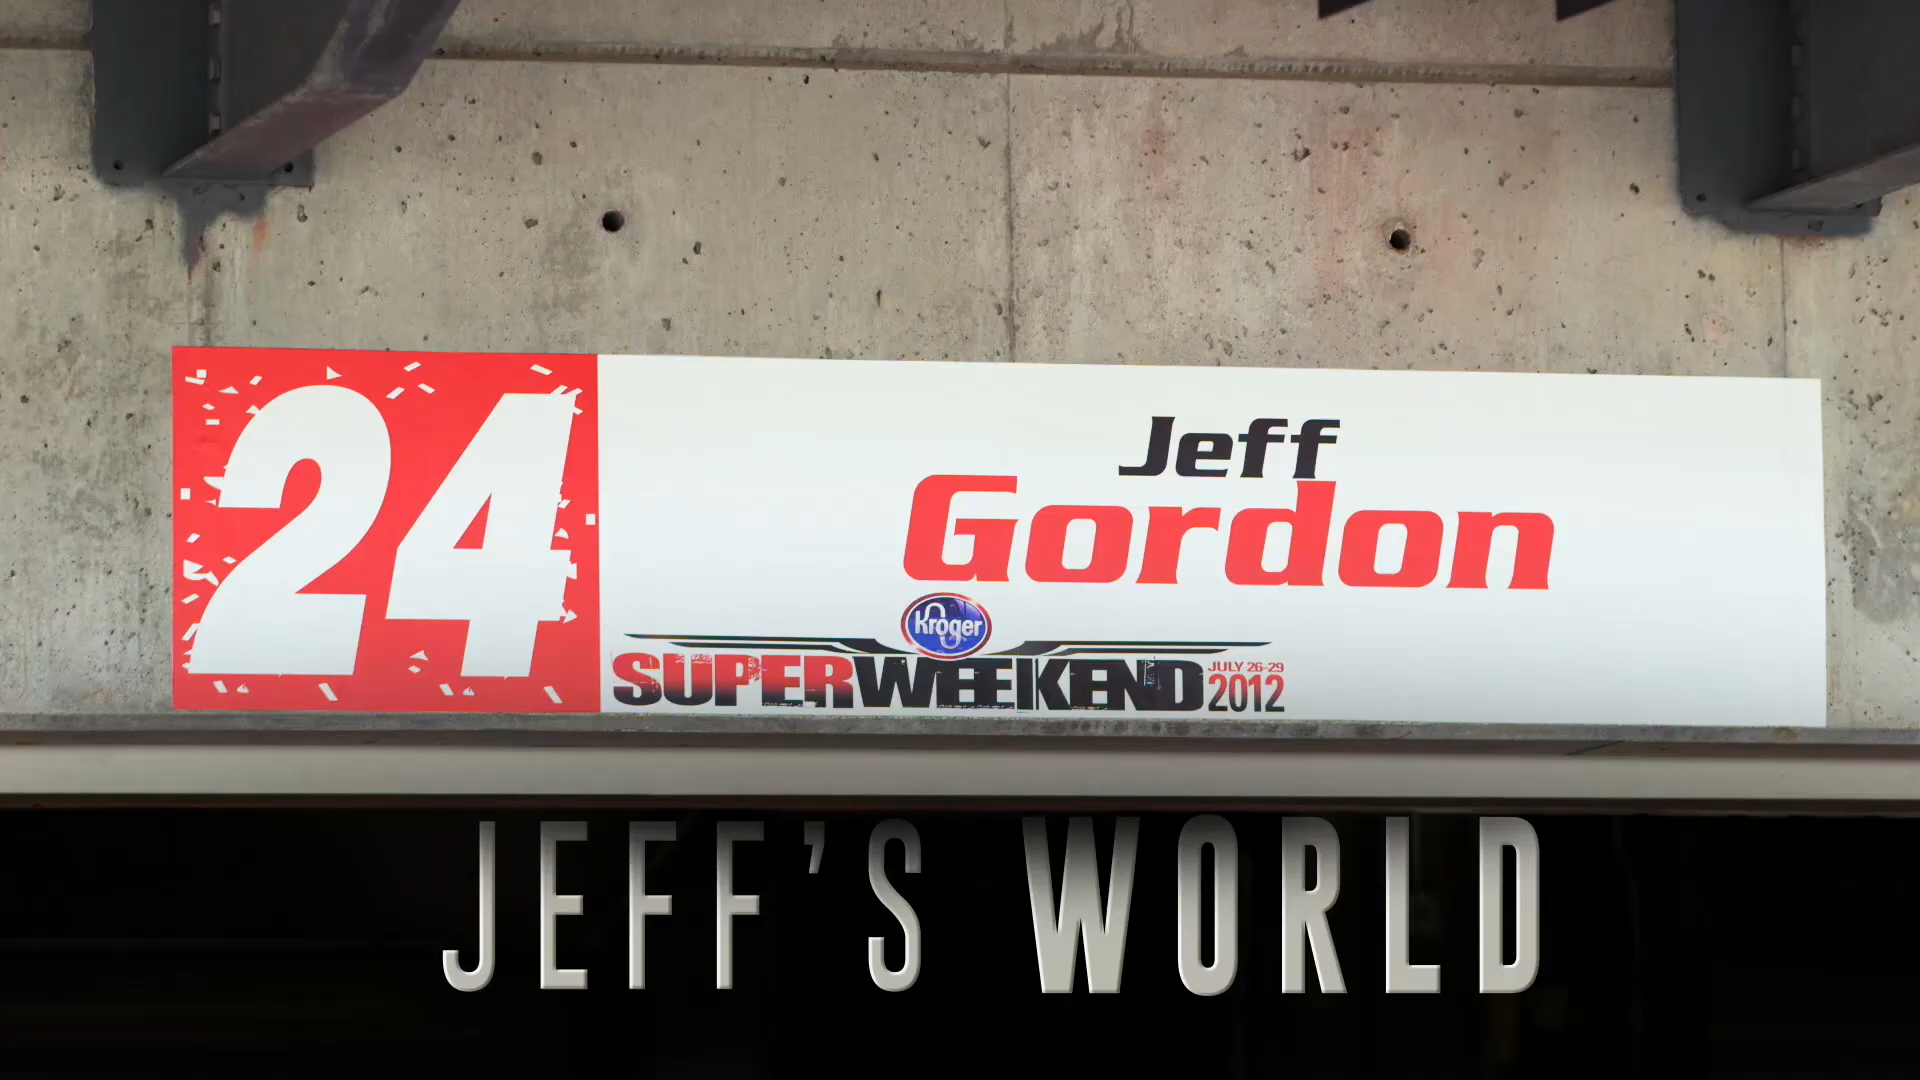 24
Jeff
Gordon
Kroger
SUPERWEEKEND JULY 26-29 2012
JEFF'S WORLD